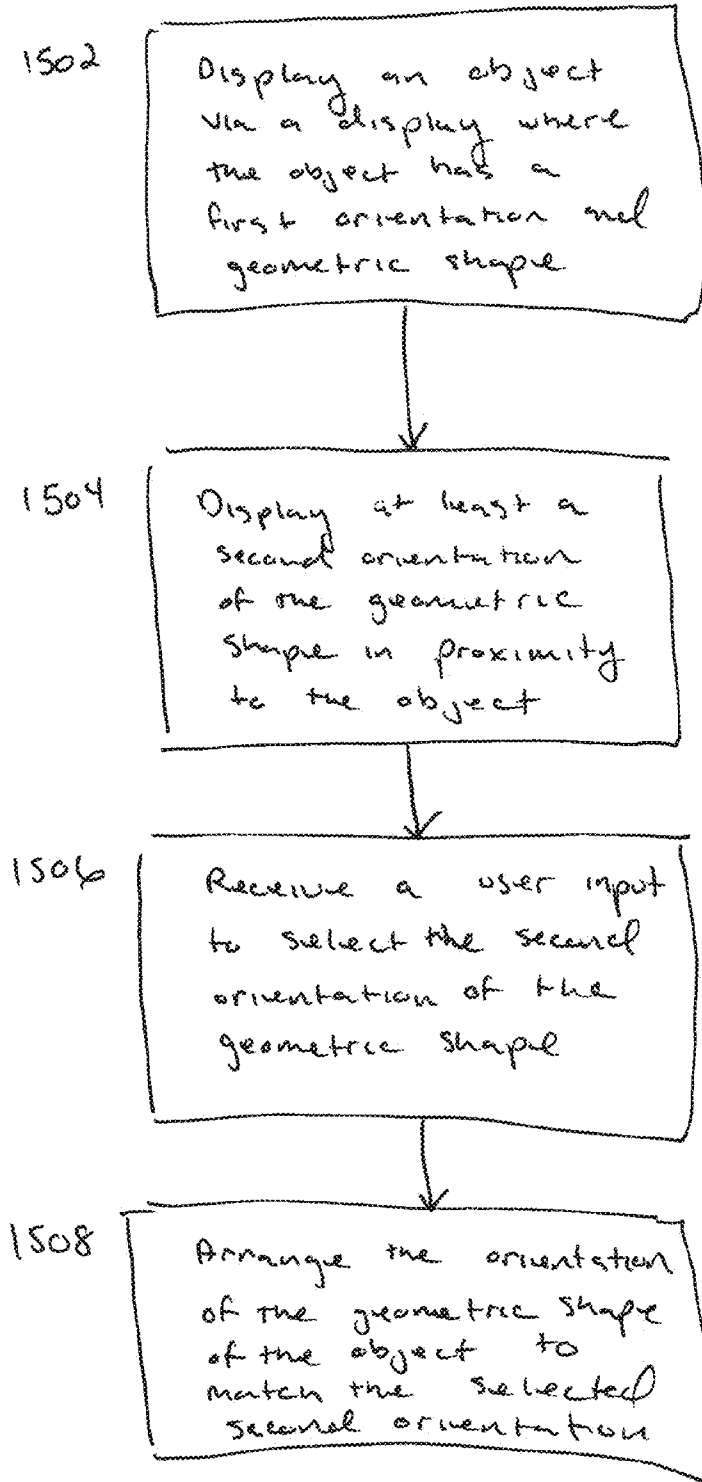 1502
Display an object
via a display where
the object has a
first orientation and
geometric shape
1504
Display at least a
second orientation
of the geometric
shape in proximity
to the object
1506
Receive a user input
to select the second
orientation of the
geometric shape
1508
Arrange the orientation
of the geometric shape
of the object to
match the selected
second orientation